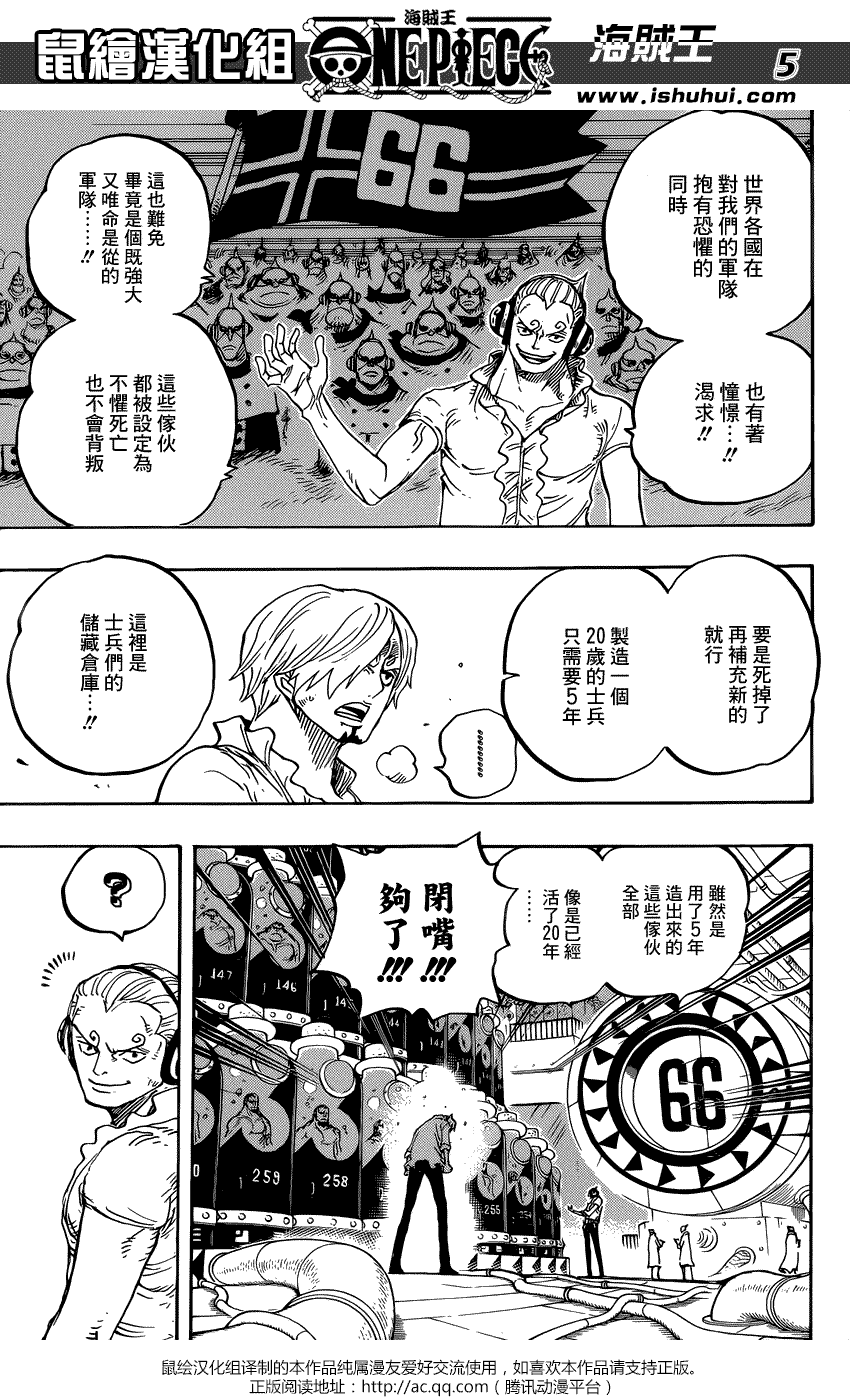 鼠繪漢化組
海賊王
ONE PIECE
海賊王
5
www.ishuhui.com
世界各國在
對我們的軍隊
抱有恐懼的
同時
也有著
憧憬…!!
渴求!!
66
這也難免
畢竟是個既強大
又唯命是從的
軍隊……!!
這些傢伙
都被設定為
不懼死亡
也不會背叛
要是死掉了
再補充新的
就行
製造一個
20歲的士兵
只需要5年
…………
這裡是
士兵們的
儲藏倉庫…!!
雖然是
用了5年
造出來的
這些傢伙
全部
像是已經
活了20年
……
閉嘴!!!
夠了!!!
66
147
146
145
144
259
258
255
254
?
鼠绘汉化组译制的本作品纯属漫友爱好交流使用，如喜欢本作品请支持正版。
正版阅读地址：http://ac.qq.com（腾讯动漫平台）